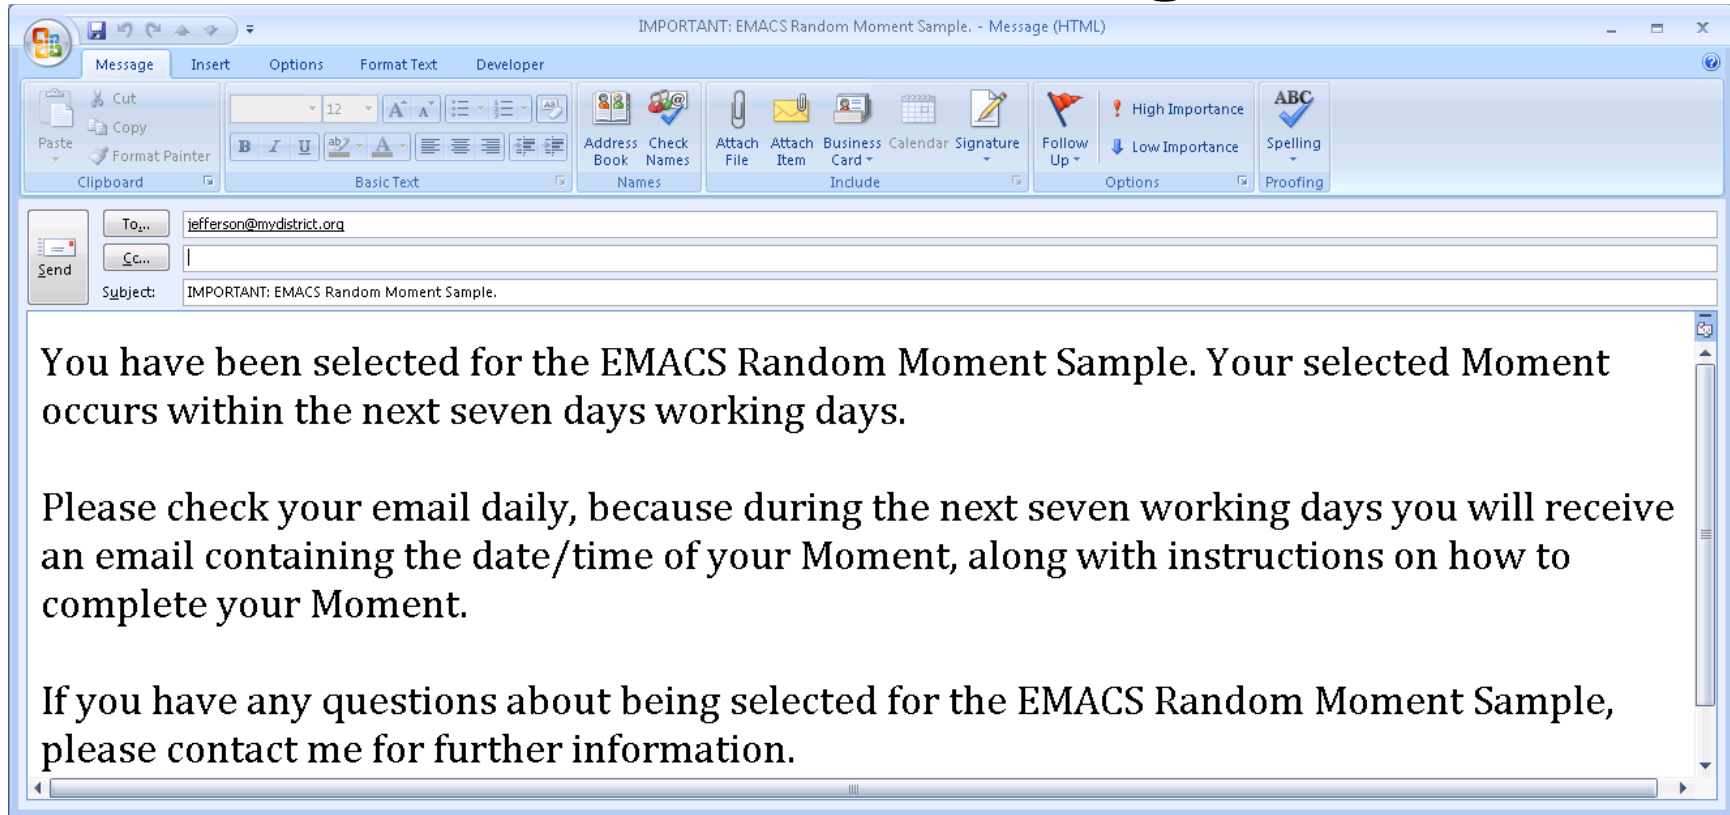 IMPORTANT: EMACS Random Moment Sample. - Message (HTML)
Message Insert Options Format Text Developer
Cut
Copy
Paste
Format Painter
Clipboard
12
Basic Text
Address Book
Check Names
Names
Attach File
Attach Item
Business Card
Calendar
Signature
Include
Follow Up
High Importance
Low Importance
Options
ABC
Spelling
Proofing
Send
To...
jefferson@mydistrict.org
Cc...
Subject:
IMPORTANT: EMACS Random Moment Sample.
You have been selected for the EMACS Random Moment Sample. Your selected Moment
occurs within the next seven days working days.
Please check your email daily, because during the next seven working days you will receive
an email containing the date/time of your Moment, along with instructions on how to
complete your Moment.
If you have any questions about being selected for the EMACS Random Moment Sample,
please contact me for further information.